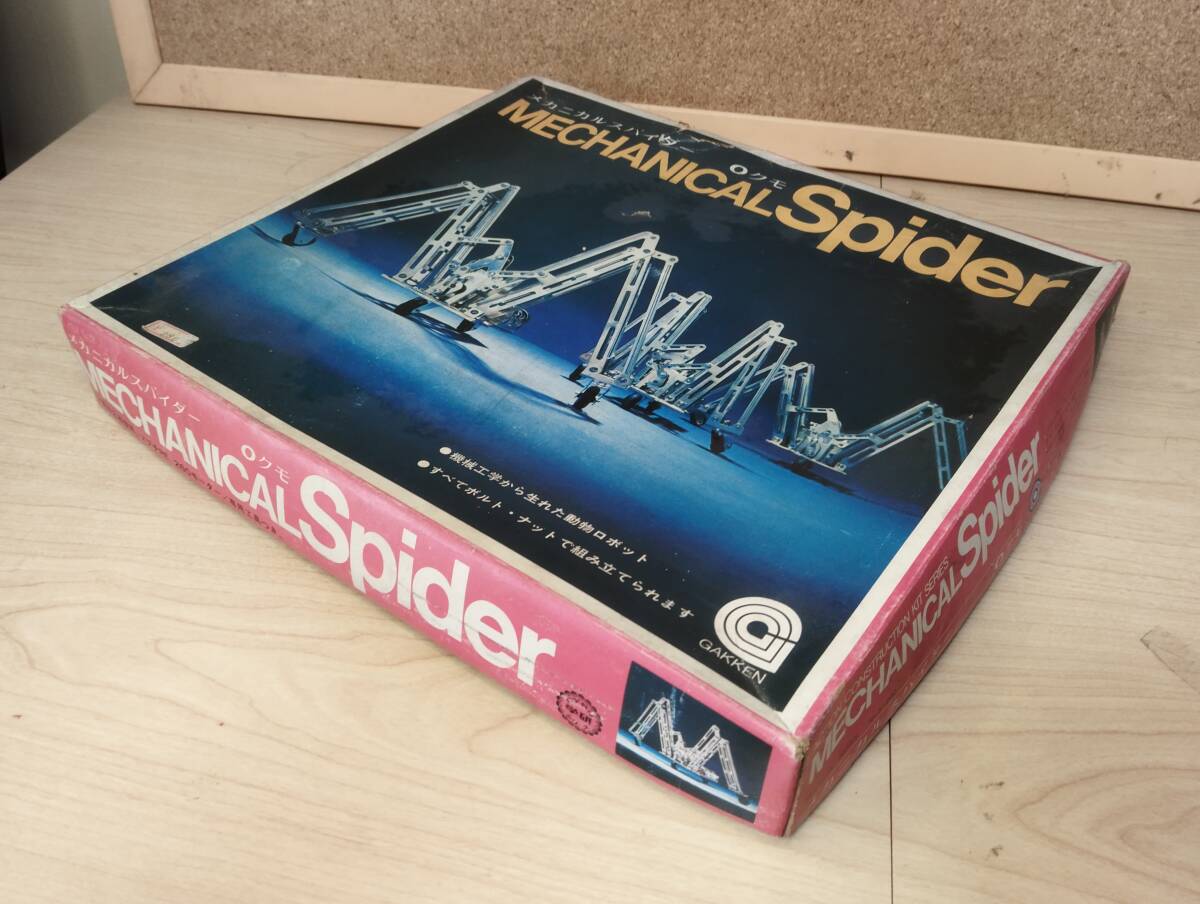 メカニカルスパイダー
クモ
MECHANICAL Spider
●機械工学から生れた動物ロボット
●すべてボルト・ナットで組み立てられます
GAKKEN
メカニカルスパイダー
クモ
MECHANICAL Spider
CONSTRUCTION KIT SERIES
MECHANICAL Spider